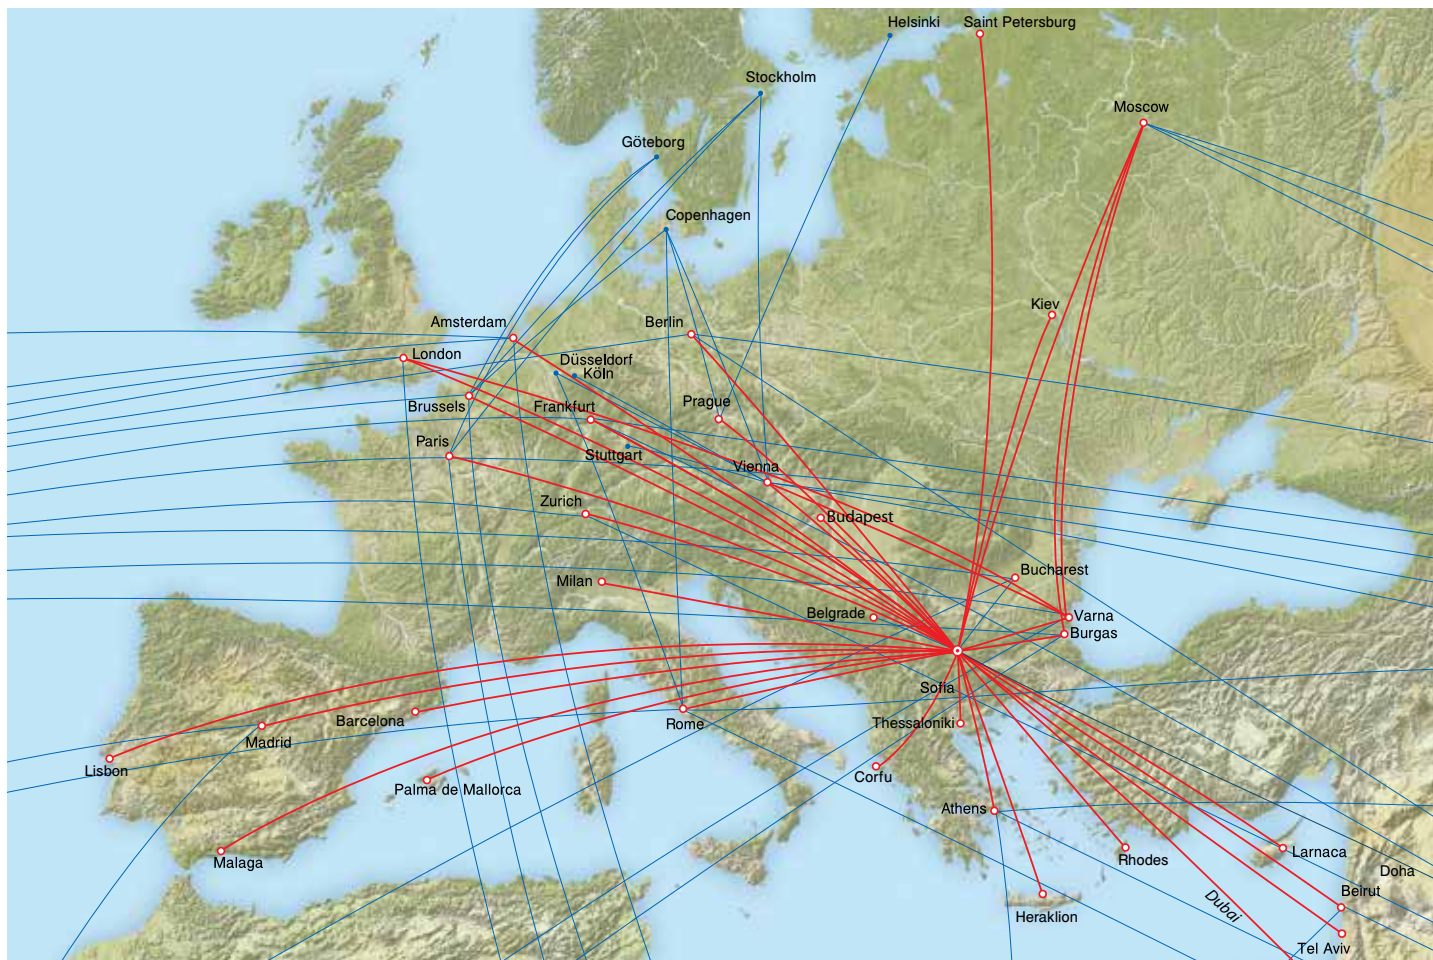 Helsinki
Saint Petersburg
Stockholm
Moscow
Göteborg
Copenhagen
Kiev
Amsterdam
Berlin
London
Düsseldorf
Köln
Brussels
Frankfurt
Prague
Paris
Stuttgart
Vienna
Zurich
Budapest
Milan
Bucharest
Belgrade
Varna
Burgas
Sofia
Barcelona
Rome
Thessaloniki
Madrid
Lisbon
Corfu
Palma de Mallorca
Athens
Malaga
Rhodes
Larnaca
Doha
Beirut
Dubai
Heraklion
Tel Aviv